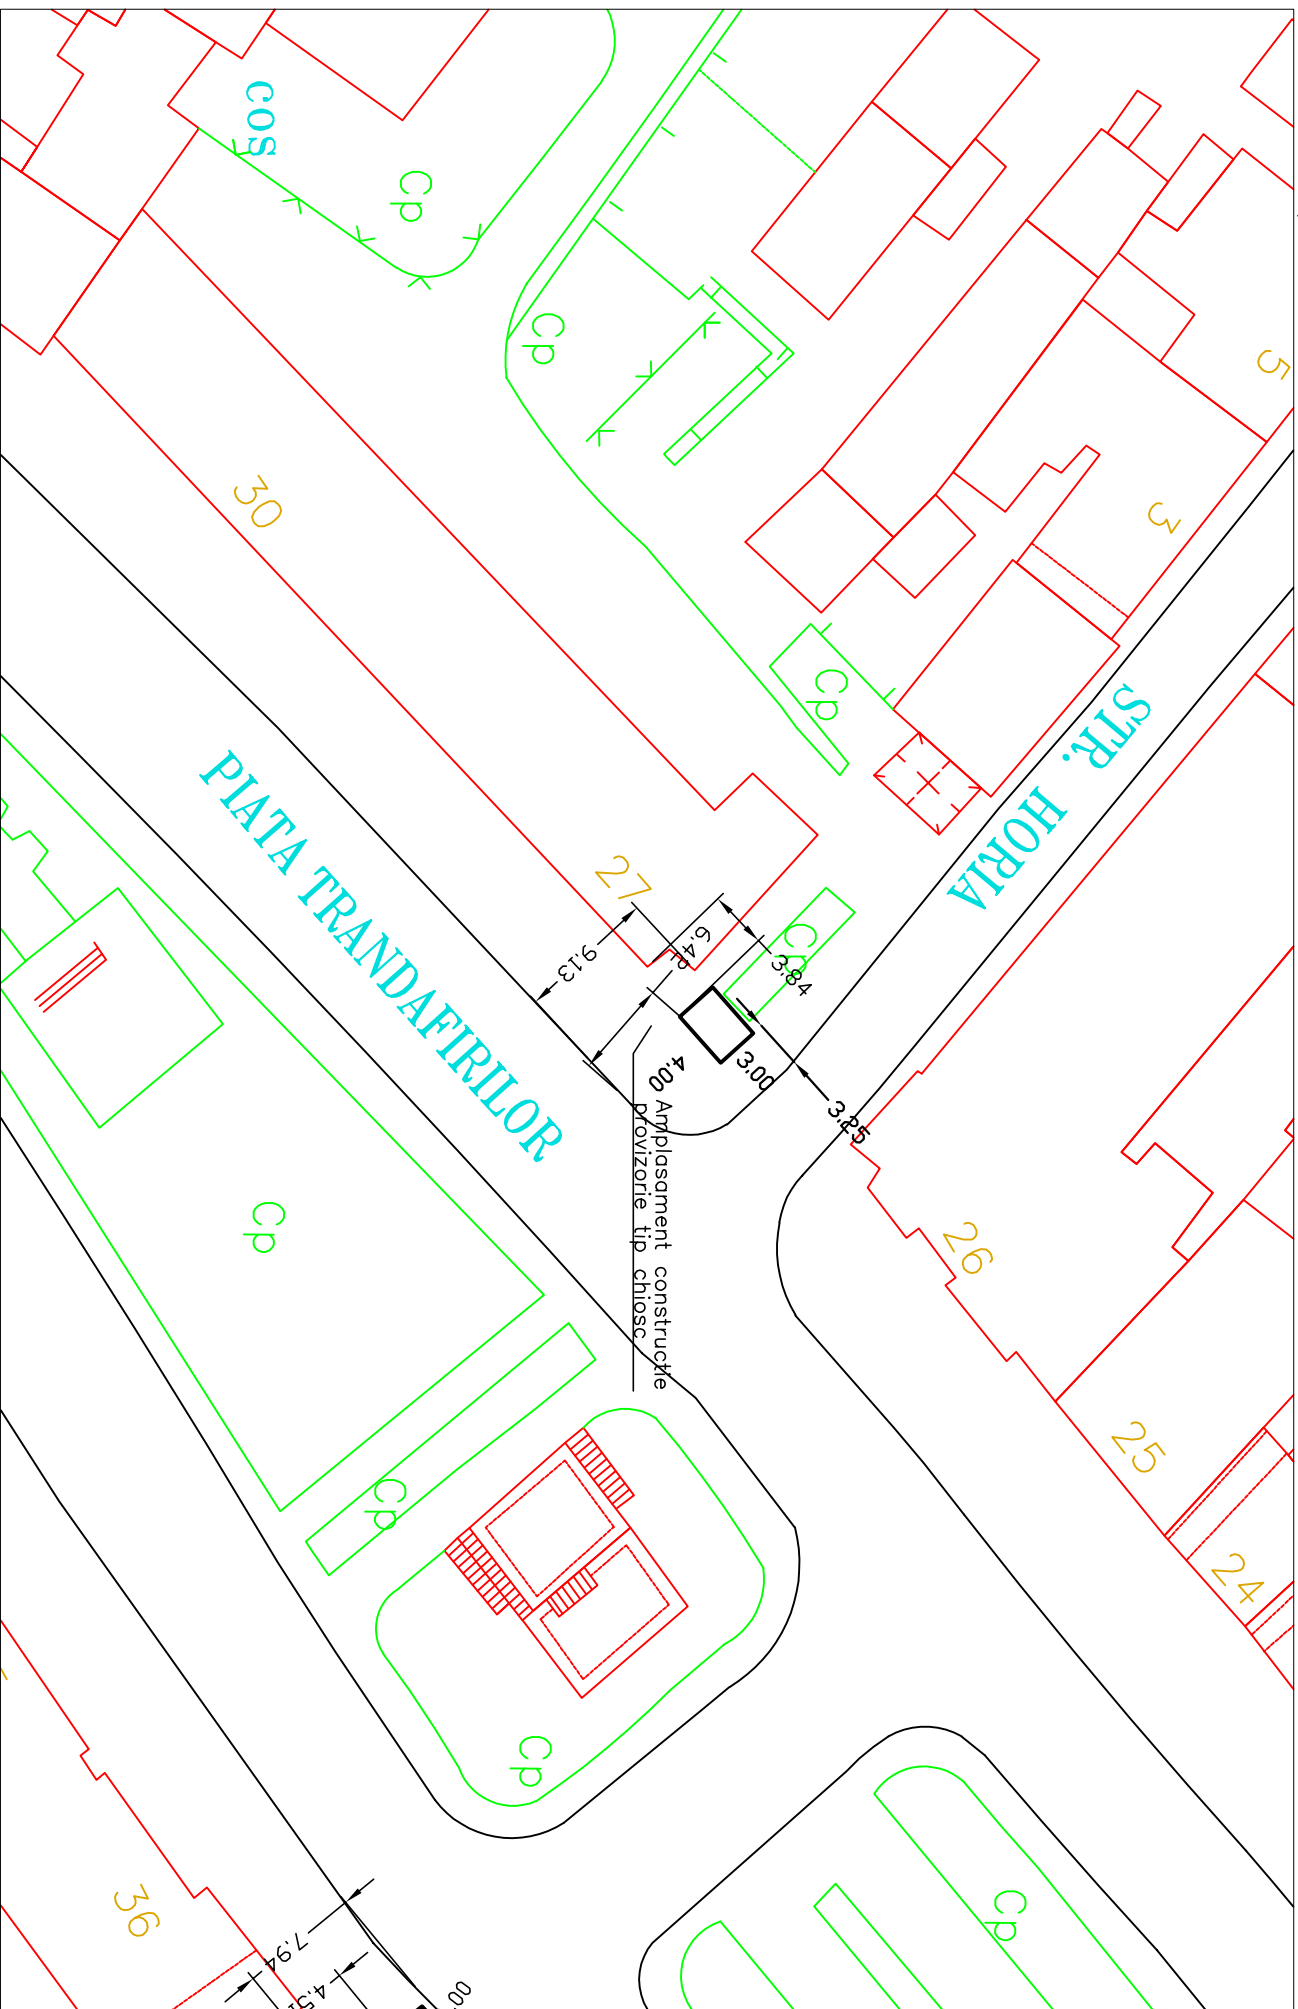 cos
Cp
Cp
5
30
3
Cp
STR. HORIA
PIATA TRANDAFIRILOR
27
Cp
6.42
9.13
3.84
4.00
3.00
3.25
Amplasament constructie
provizorie tip chiosc
Cp
26
25
Cp
24
Cp
Cp
36
7.94